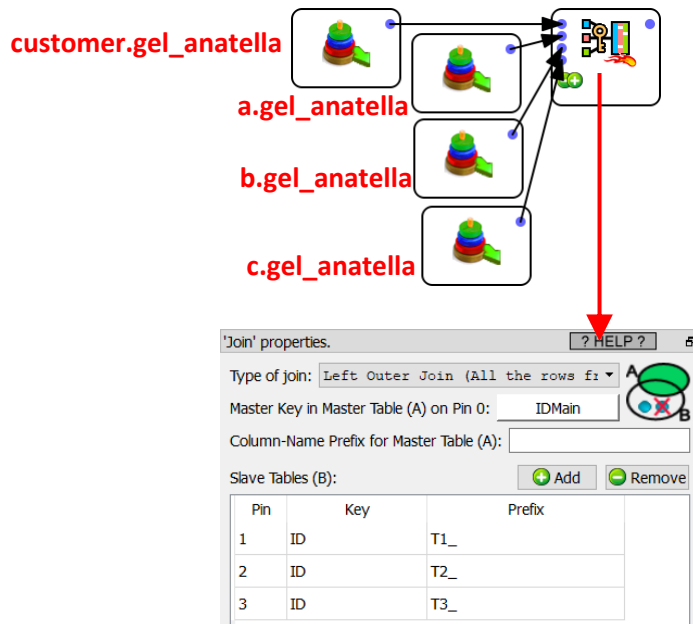 customer.gel_anatella
a.gel_anatella
b.gel_anatella
c.gel_anatella
'Join' properties.
? HELP ?
Type of join: Left Outer Join (All the rows fr
A
B
Master Key in Master Table (A) on Pin 0: IDMain
Column-Name Prefix for Master Table (A):
Slave Tables (B): Add Remove
Pin Key Prefix
1 ID T1_
2 ID T2_
3 ID T3_